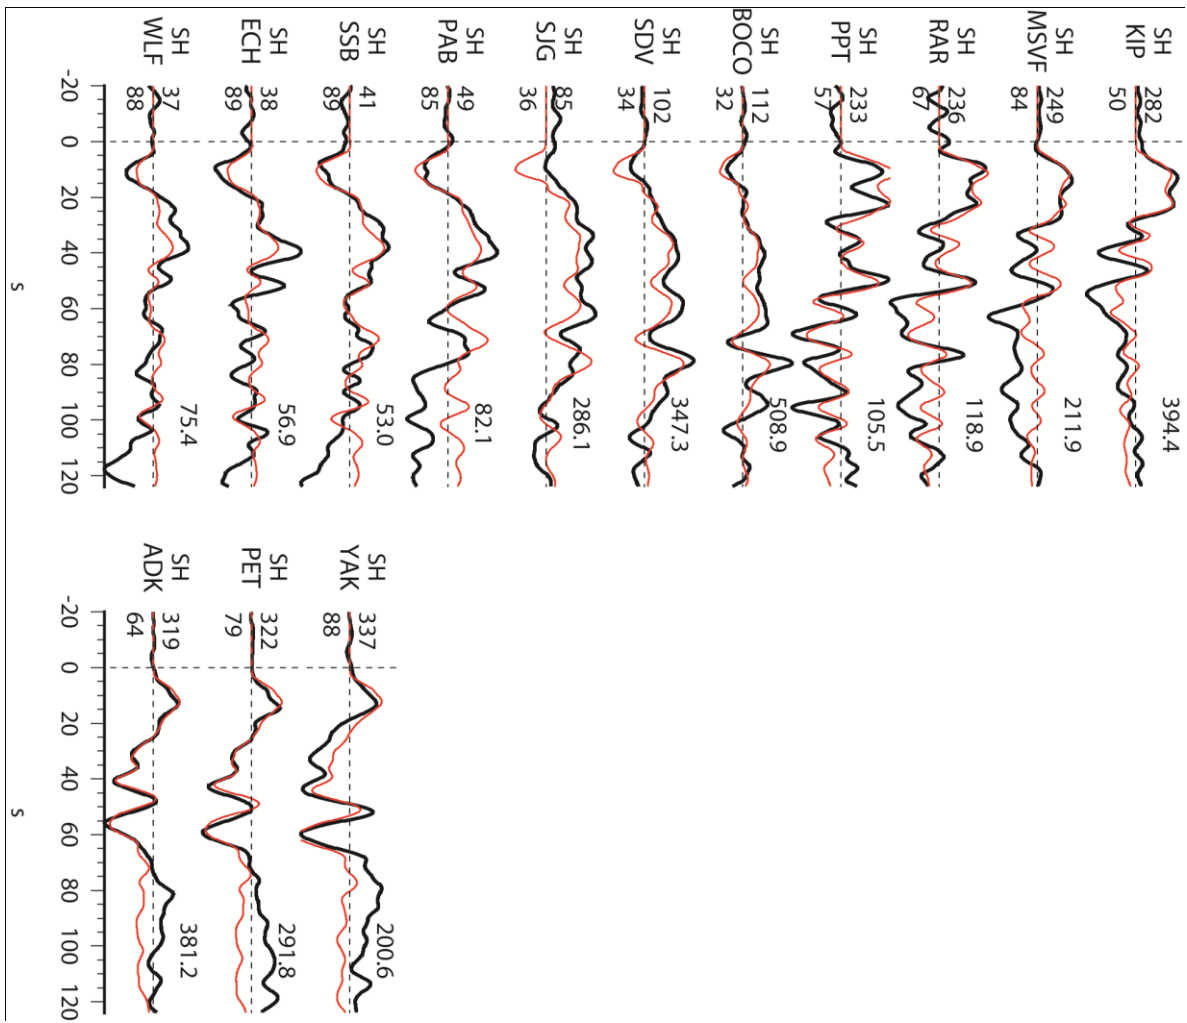 394.4
SH
282
KIP
50
211.9
SH
249
MSVF
84
118.9
SH
236
RAR
67
105.5
SH
233
PPT
57
508.9
SH
112
BOCO
32
347.3
SH
102
SDV
34
286.1
SH
85
SJG
36
82.1
SH
49
PAB
85
53.0
SH
41
SSB
89
56.9
SH
38
ECH
89
75.4
SH
37
WLF
88
-20 0 20 40 60 80 100 120
s
200.6
SH
337
YAK
88
291.8
SH
322
PET
79
381.2
SH
319
ADK
64
-20 0 20 40 60 80 100 120
s